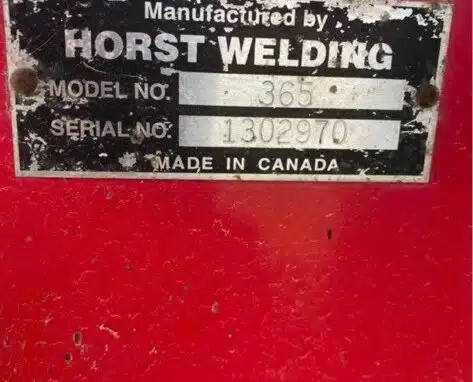 Manufactured by
HORST WELDING
MODEL NO. 365
SERIAL NO. 1302970
MADE IN CANADA